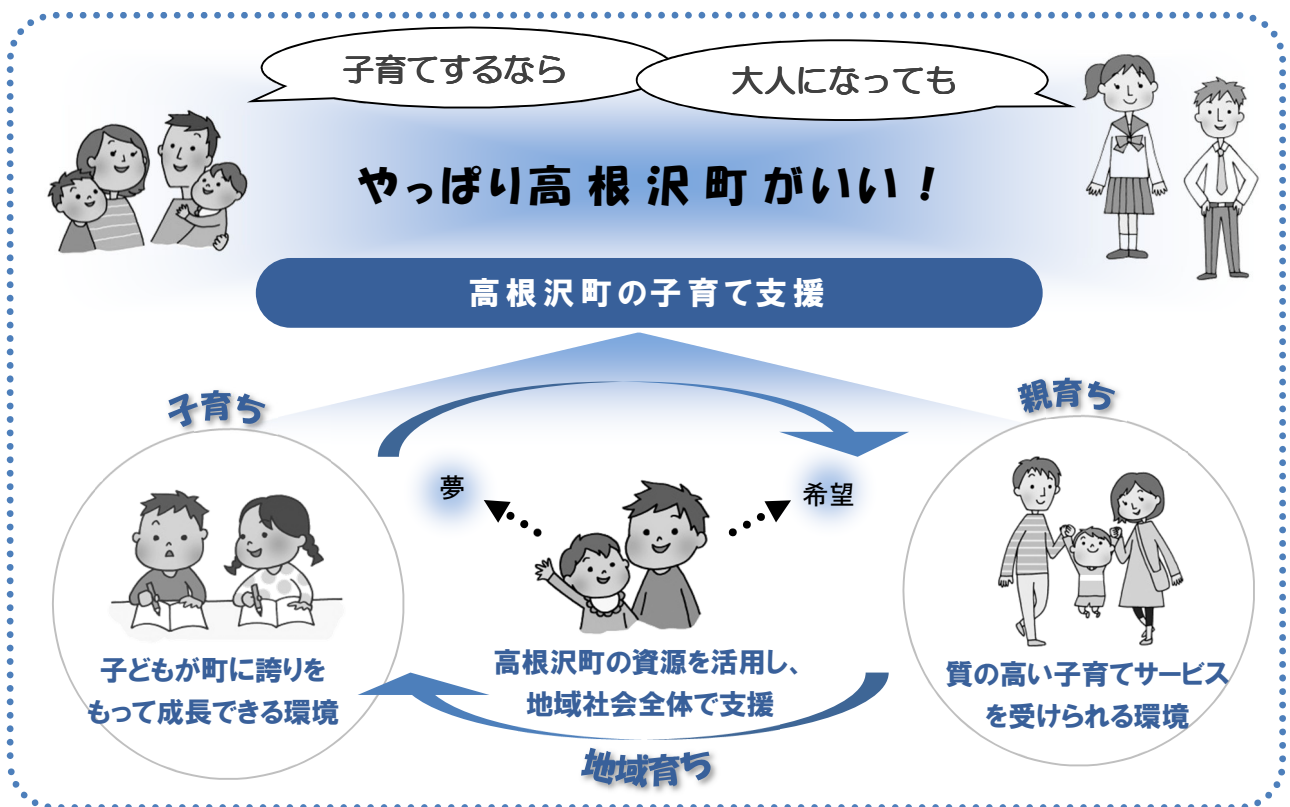 子育てするなら
大人になっても
やっぱり高根沢町がいい！
高根沢町の子育て支援
子育ち
親育ち
夢
希望
子どもが町に誇りを
もって成長できる環境
高根沢町の資源を活用し、
地域社会全体で支援
質の高い子育てサービス
を受けられる環境
地域育ち